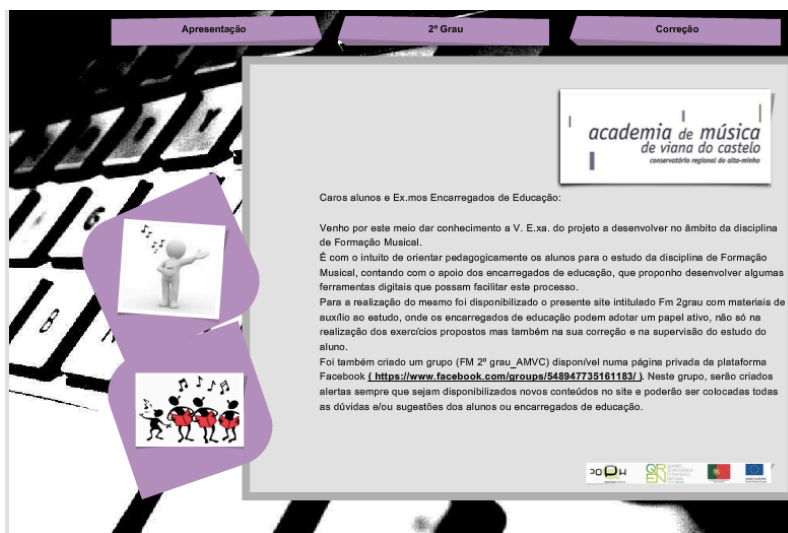 Apresentação
2º Grau
Correção
academia de música
de viana do castelo
conservatório regional do alto-minho
Caros alunos e Ex.mos Encarregados de Educação:
Venho por este meio dar conhecimento a V. E.xa. do projeto a desenvolver no âmbito da disciplina
de Formação Musical.
É com o intuito de orientar pedagogicamente os alunos para o estudo da disciplina de Formação
Musical, contando com o apoio dos encarregados de educação, que proponho desenvolver algumas
ferramentas digitais que possam facilitar este processo.
Para a realização do mesmo foi disponibilizado o presente site intitulado Fm 2grau com materiais de
auxílio ao estudo, onde os encarregados de educação podem adotar um papel ativo, não só na
realização dos exercícios propostos mas também na sua correção e na supervisão do estudo do
aluno.
Foi também criado um grupo (FM 2º grau_AMVC) disponível numa página privada da plataforma
Facebook ( https://www.facebook.com/groups/548947735161183/ ). Neste grupo, serão criados
alertas sempre que sejam disponibilizados novos conteúdos no site e poderão ser colocadas todas
as dúvidas e/ou sugestões dos alunos ou encarregados de educação.
QR
EN
6
8